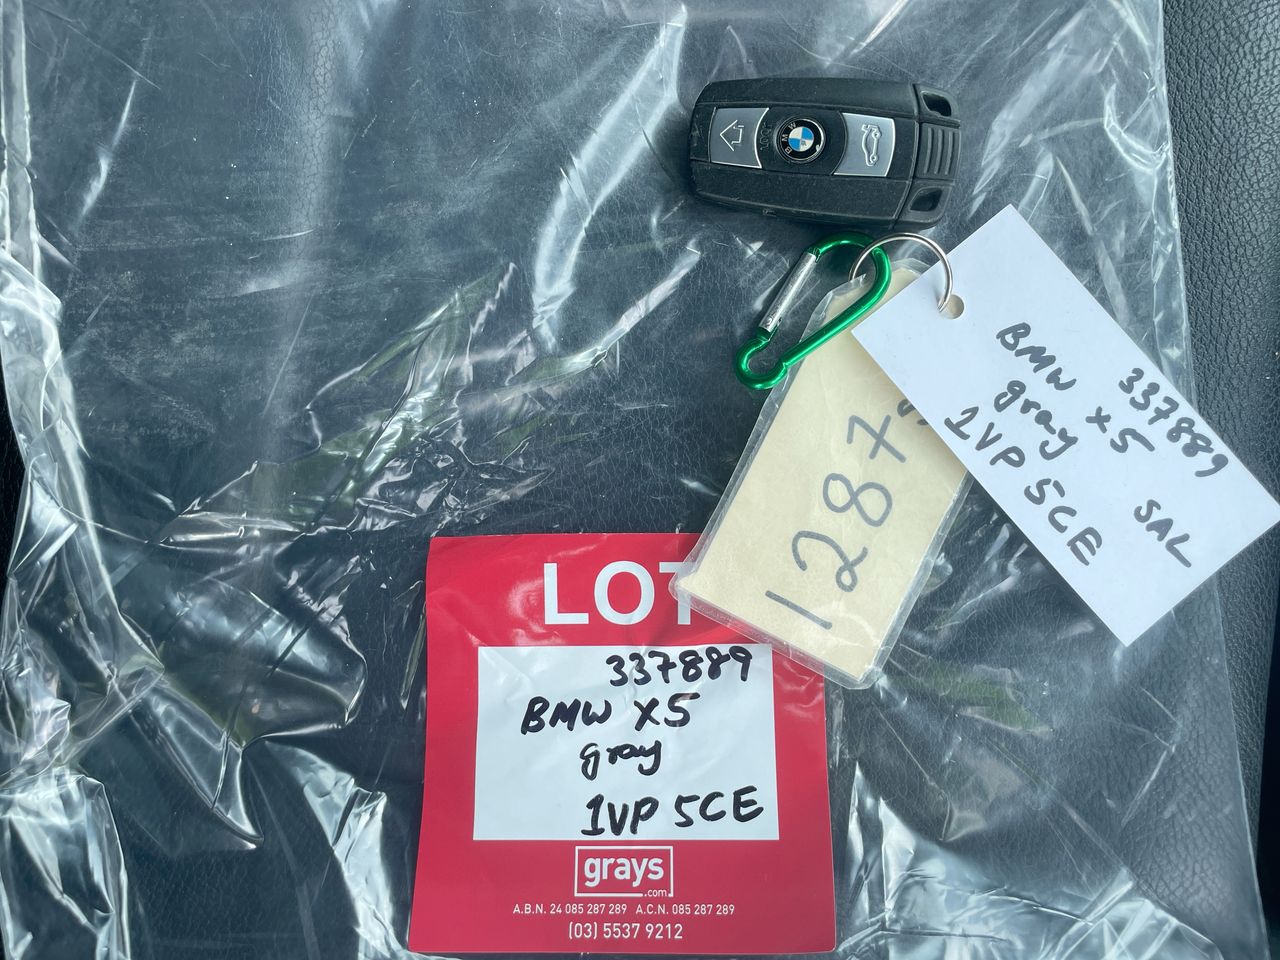 BMW
337889
BMW X5
gray
1VP 5CE
SAL
1287
LOT
337889
BMW X5
gray
1VP 5CE
grays
.com
A.B.N. 24 085 287 289 A.C.N. 085 287 289
(03) 5537 9212